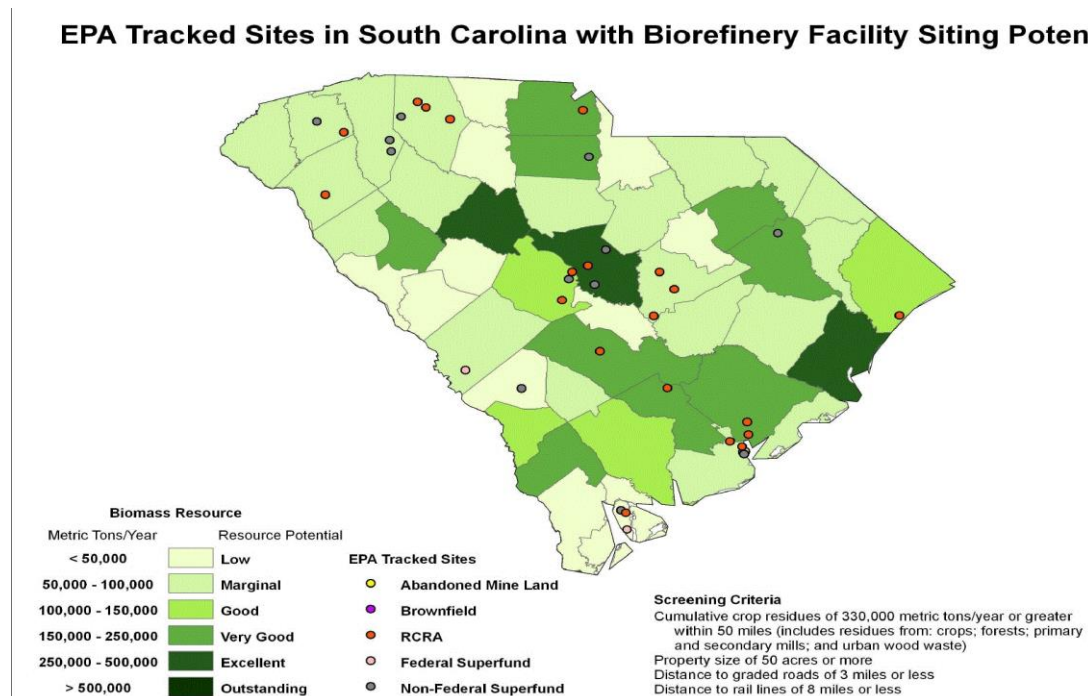 EPA Tracked Sites in South Carolina with Biorefinery Facility Siting Poten
Biomass Resource
Metric Tons/Year Resource Potential
< 50,000 Low
50,000 - 100,000 Marginal
100,000 - 150,000 Good
150,000 - 250,000 Very Good
250,000 - 500,000 Excellent
> 500,000 Outstanding
EPA Tracked Sites
Abandoned Mine Land
Brownfield
RCRA
Federal Superfund
Non-Federal Superfund
Screening Criteria
Cumulative crop residues of 330,000 metric tons/year or greater
within 50 miles (includes residues from: crops; forests; primary
and secondary mills; and urban wood waste)
Property size of 50 acres or more
Distance to graded roads of 3 miles or less
Distance to rail lines of 8 miles or less